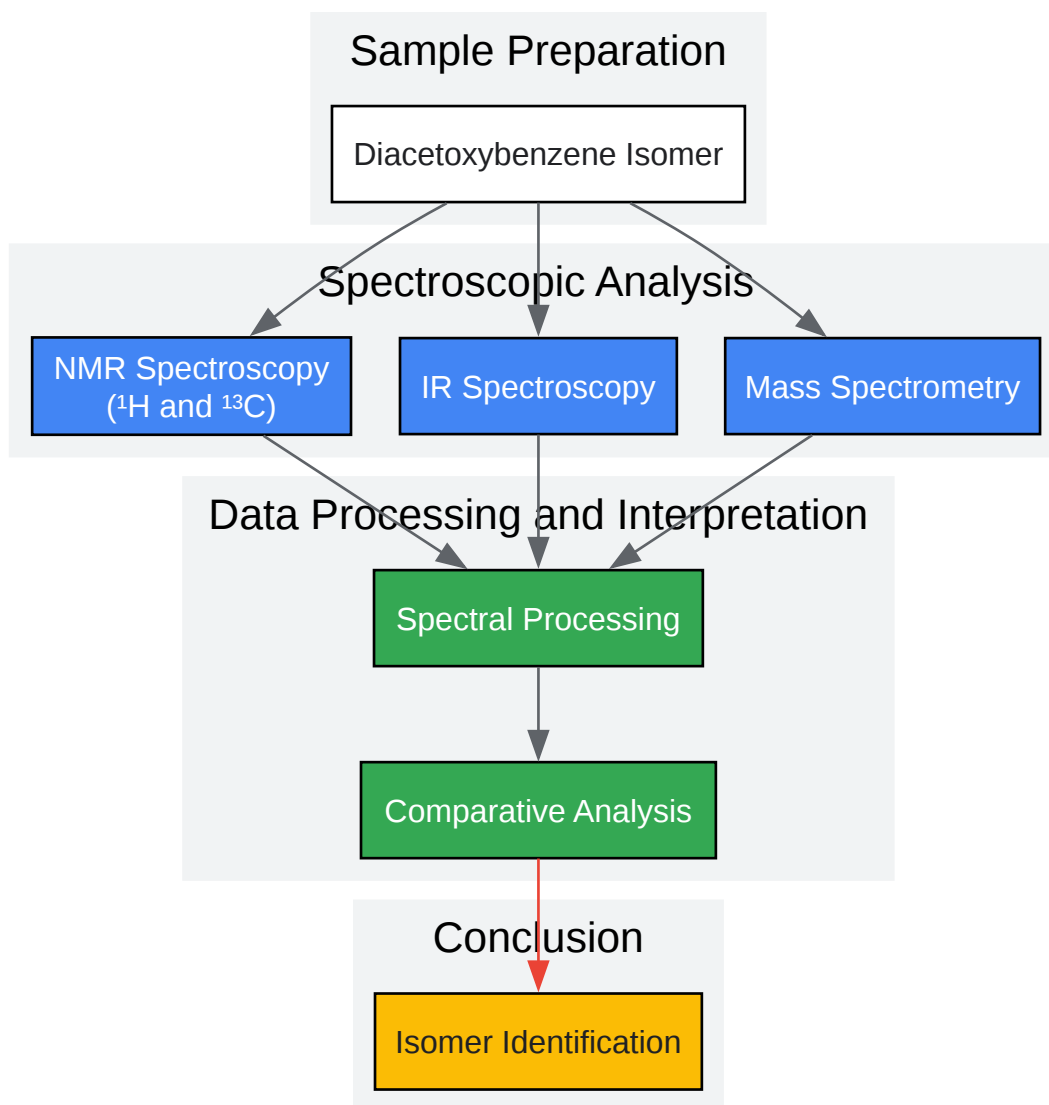 Sample Preparation
Diacetoxybenzene Isomer
Spectroscopic Analysis
NMR Spectroscopy
(¹H and ¹³C)
IR Spectroscopy
Mass Spectrometry
Data Processing and Interpretation
Spectral Processing
Comparative Analysis
Conclusion
Isomer Identification